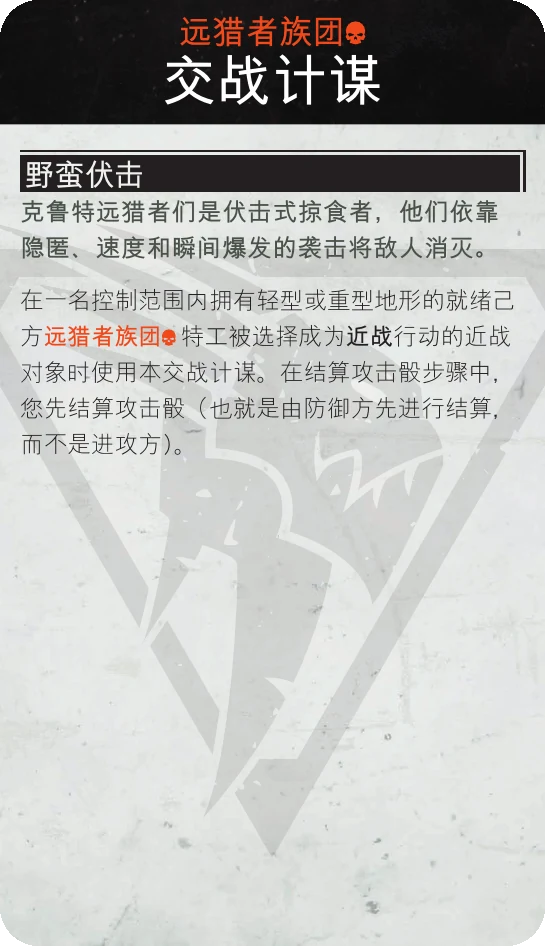 远猎者族团
交战计谋
野蛮伏击
克鲁特远猎者们是伏击式掠食者，他们依靠
隐匿、速度和瞬间爆发的袭击将敌人消灭。
在一名控制范围内拥有轻型或重型地形的就绪己
方远猎者族团特工被选择成为近战行动的近战
对象时使用本交战计谋。在结算攻击骰步骤中，
您先结算攻击骰（也就是由防御方先进行结算，
而不是进攻方）。